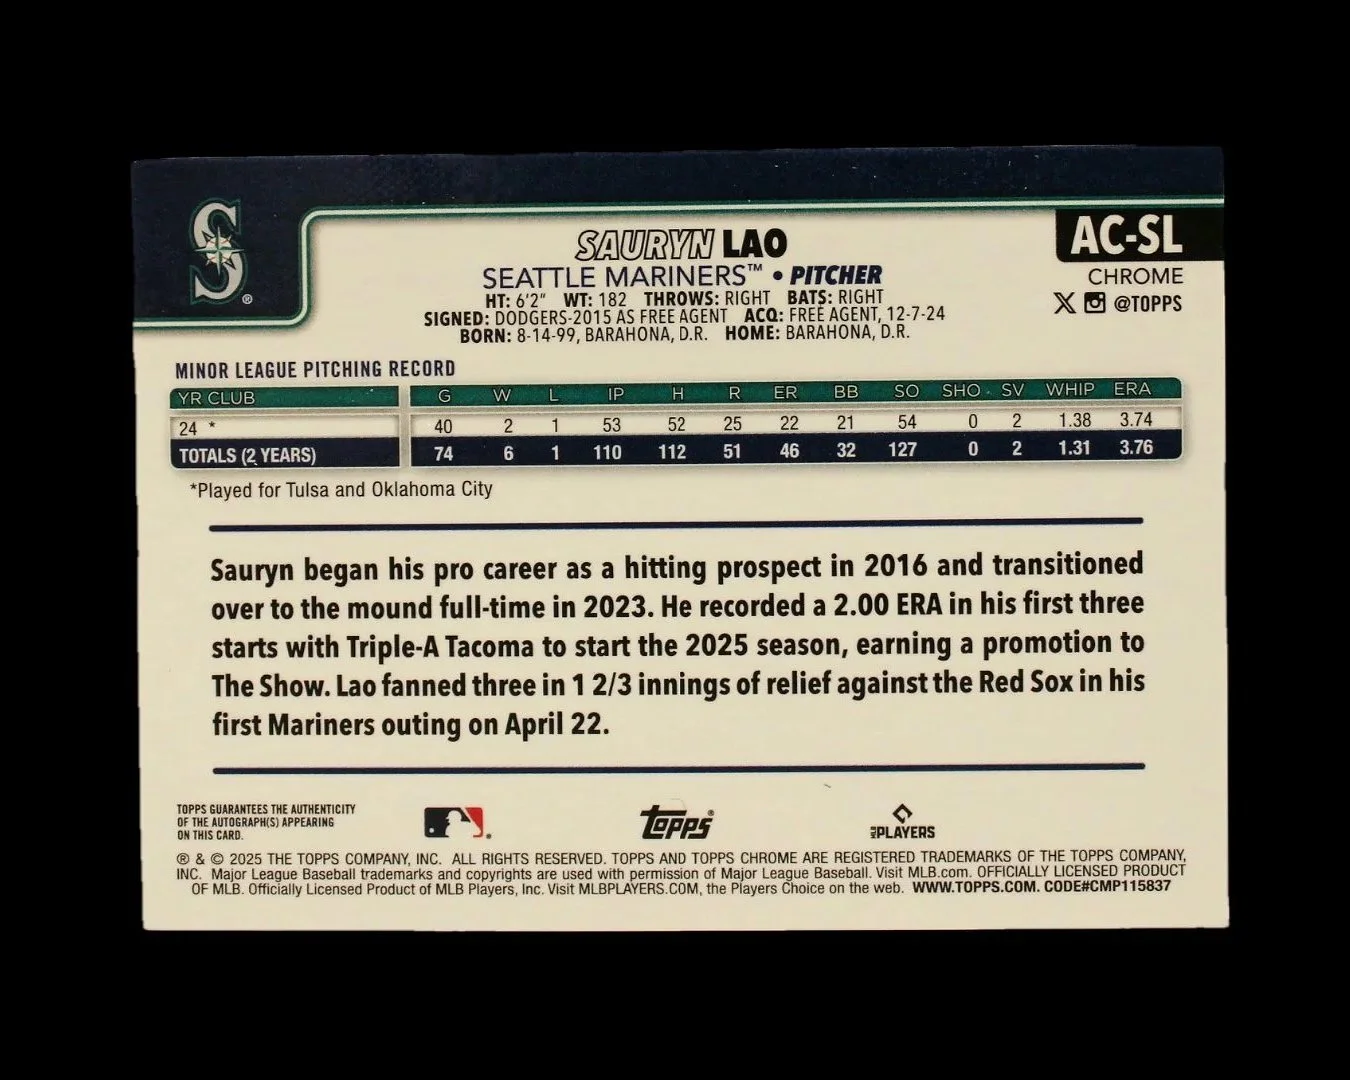 S ®
SAURYN LAO
AC-SL
SEATTLE MARINERS™ • PITCHER
CHROME
HT: 6'2" WT: 182 THROWS: RIGHT BATS: RIGHT
X @TOPPS
SIGNED: DODGERS-2015 AS FREE AGENT ACQ: FREE AGENT, 12-7-24
BORN: 8-14-99, BARAHONA, D.R. HOME: BARAHONA, D.R.
MINOR LEAGUE PITCHING RECORD
YR CLUB G W L IP H R ER BB SO SHO SV WHIP ERA
24 * 40 2 1 53 52 25 22 21 54 0 2 1.38 3.74
TOTALS (2 YEARS) 74 6 1 110 112 51 46 32 127 0 2 1.31 3.76
*Played for Tulsa and Oklahoma City
Sauryn began his pro career as a hitting prospect in 2016 and transitioned
over to the mound full-time in 2023. He recorded a 2.00 ERA in his first three
starts with Triple-A Tacoma to start the 2025 season, earning a promotion to
The Show. Lao fanned three in 1 2/3 innings of relief against the Red Sox in his
first Mariners outing on April 22.
TOPPS GUARANTEES THE AUTHENTICITY
OF THE AUTOGRAPH(S) APPEARING
ON THIS CARD.
Topps®
MLB PLAYERS
® & © 2025 THE TOPPS COMPANY, INC. ALL RIGHTS RESERVED. TOPPS AND TOPPS CHROME ARE REGISTERED TRADEMARKS OF THE TOPPS COMPANY,
INC. Major League Baseball trademarks and copyrights are used with permission of Major League Baseball. Visit MLB.com. OFFICIALLY LICENSED PRODUCT
OF MLB. Officially Licensed Product of MLB Players, Inc. Visit MLBPLAYERS.COM, the Players Choice on the web. WWW.TOPPS.COM. CODE#CMP115837